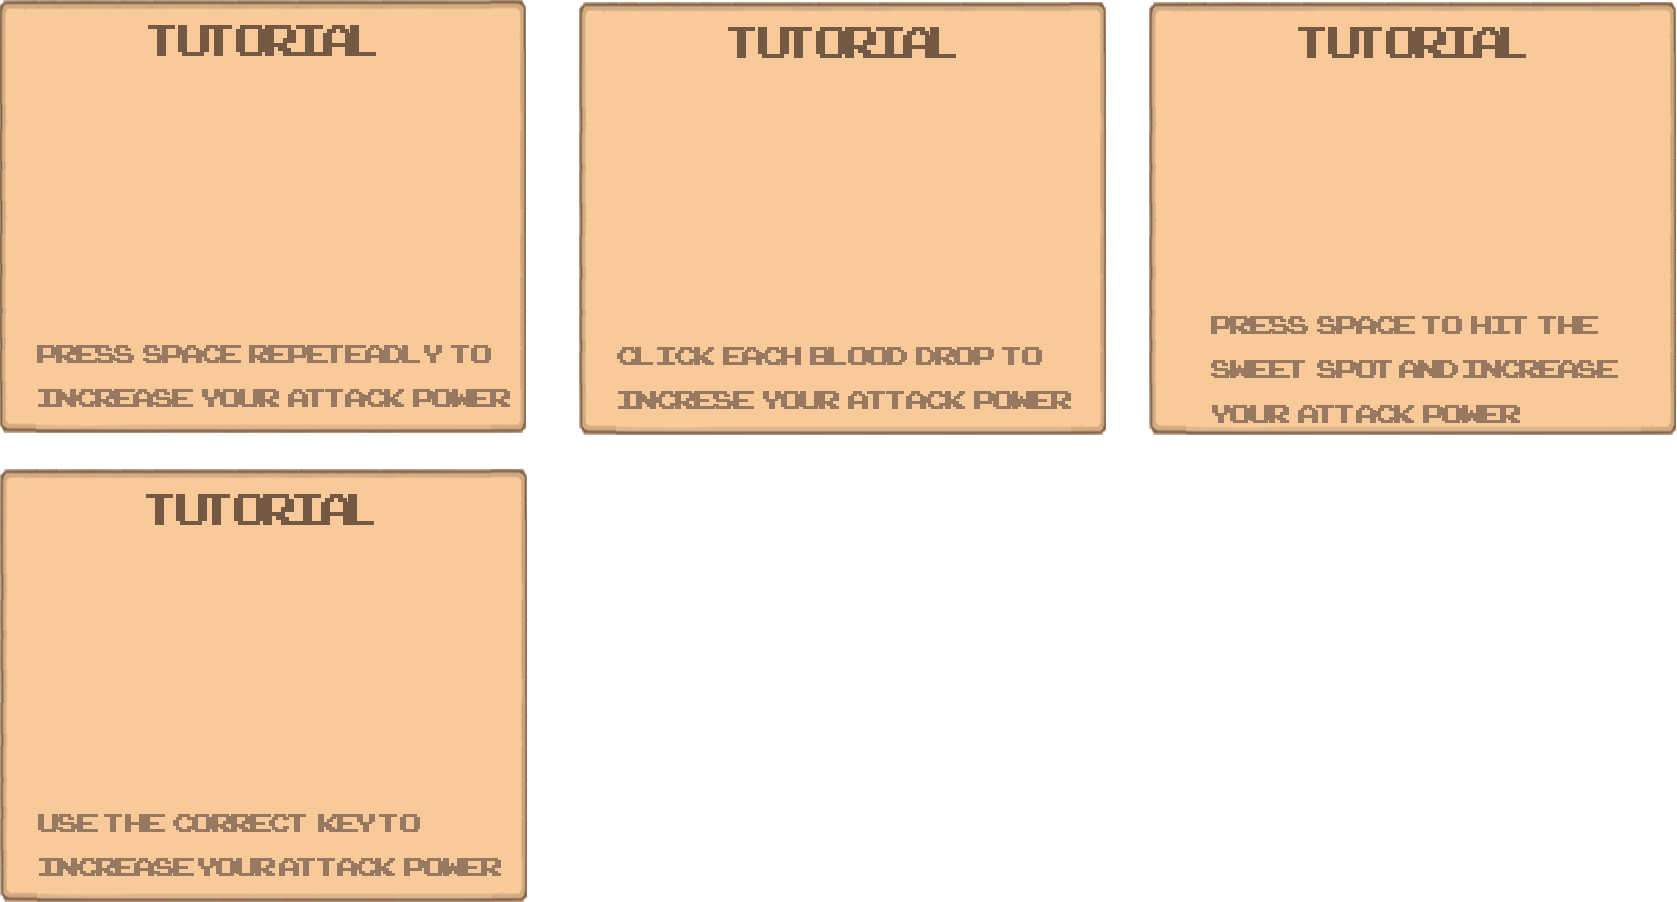 TUTORIAL
PRESS SPACE REPETEADLY TO
INCREASE YOUR ATTACK POWER
TUTORIAL
CLICK EACH BLOOD DROP TO
INCRESE YOUR ATTACK POWER
TUTORIAL
PRESS SPACE TO HIT THE
SWEET SPOT AND INCREASE
YOUR ATTACK POWER
TUTORIAL
USE THE CORRECT KEY TO
INCREASE YOUR ATTACK POWER